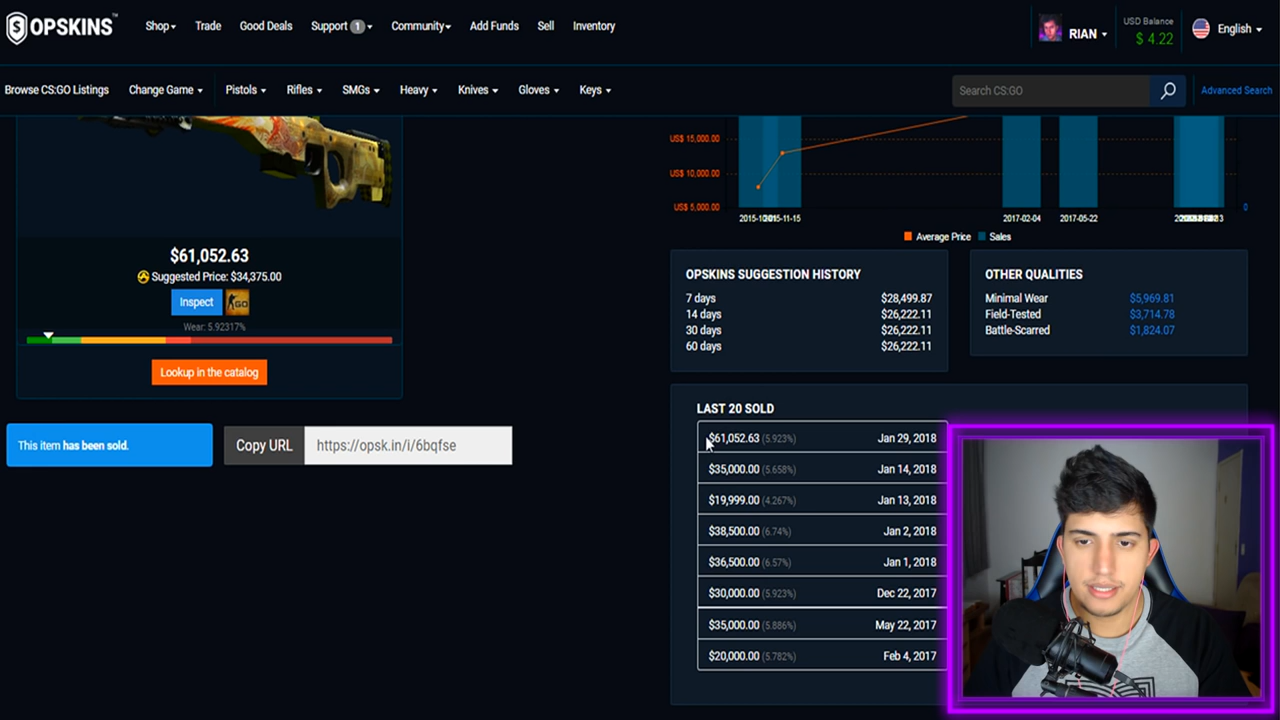 OPSKINS™
Shop Trade Good Deals Support 1 Community Add Funds Sell Inventory
RIAN
USD Balance
$ 4.22
English
Browse CS:GO Listings Change Game Pistols Rifles SMGs Heavy Knives Gloves Keys
Search CS:GO
Advanced Search
$61,052.63
Suggested Price: $34,375.00
Inspect
GO
Wear: 5.92317%
Lookup in the catalog
This item has been sold.
Copy URL https://opsk.in/i/6bqfse
US$ 15,000.00
US$ 10,000.00
US$ 5,000.00
0
2015-11-15 2017-02-04 2017-05-22
Average Price Sales
OPSKINS SUGGESTION HISTORY
7 days $28,499.87
14 days $26,222.11
30 days $26,222.11
60 days $26,222.11
OTHER QUALITIES
Minimal Wear $5,969.81
Field-Tested $3,714.78
Battle-Scarred $1,824.07
LAST 20 SOLD
$61,052.63 (5.923%) Jan 29, 2018
$35,000.00 (5.658%) Jan 14, 2018
$19,999.00 (4.267%) Jan 13, 2018
$38,500.00 (6.74%) Jan 2, 2018
$36,500.00 (6.57%) Jan 1, 2018
$30,000.00 (5.923%) Dec 22, 2017
$35,000.00 (5.886%) May 22, 2017
$20,000.00 (5.782%) Feb 4, 2017